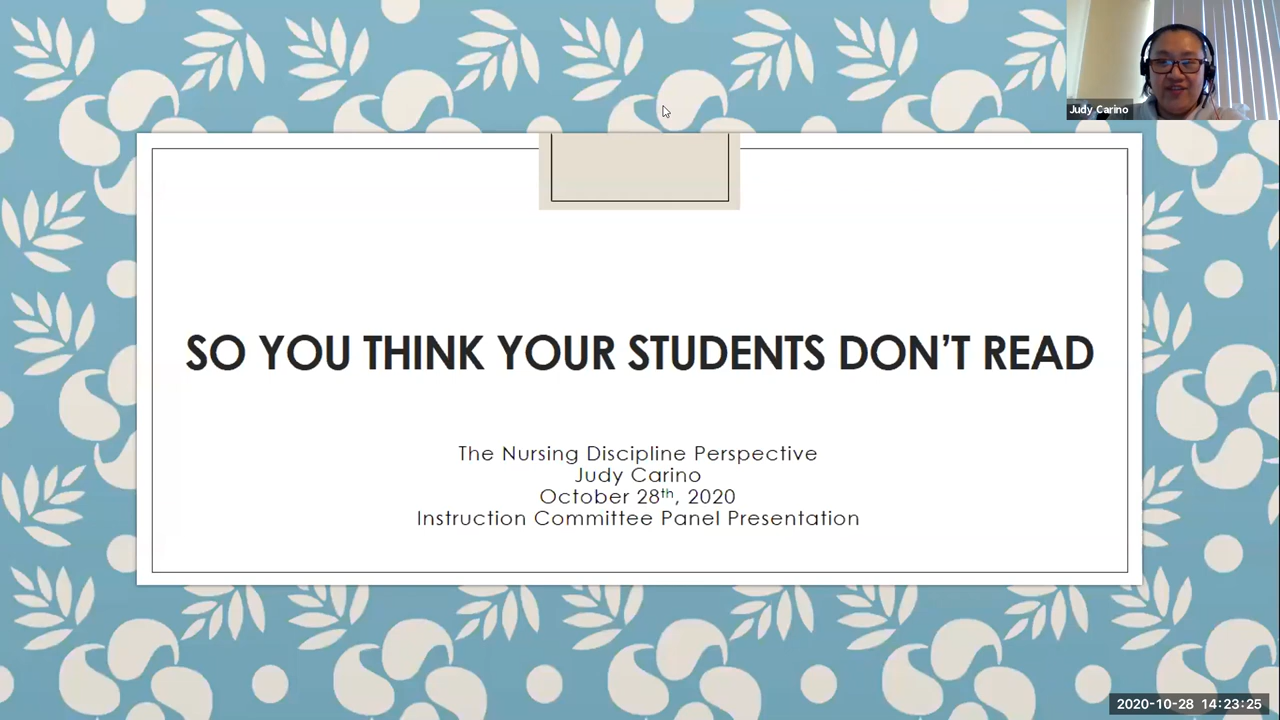 Judy Carino
SO YOU THINK YOUR STUDENTS DON'T READ
The Nursing Discipline Perspective
Judy Carino
October 28th, 2020
Instruction Committee Panel Presentation
2020-10-28 14:23:25